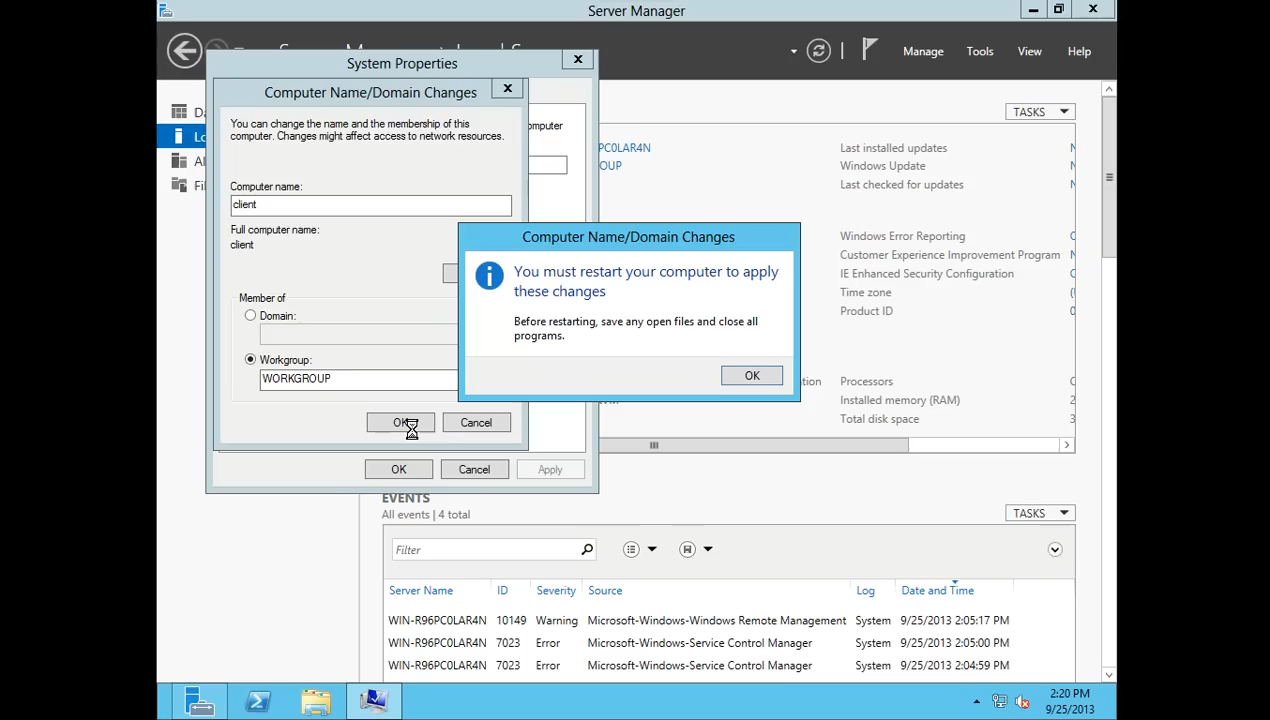 Server Manager
Manage
Tools
View
Help
System Properties
Computer Name/Domain Changes
You can change the name and the membership of this
computer. Changes might affect access to network resources.
Computer name:
client
Full computer name:
client
Member of
Domain:
Workgroup:
WORKGROUP
OK
Cancel
OK
Cancel
Apply
Computer Name/Domain Changes
You must restart your computer to apply
these changes
Before restarting, save any open files and close all
programs.
OK
TASKS
PC0LAR4N
OUP
Last installed updates
Windows Update
Last checked for updates
Windows Error Reporting
Customer Experience Improvement Program
IE Enhanced Security Configuration
Time zone
Product ID
Processors
Installed memory (RAM)
Total disk space
EVENTS
All events | 4 total
TASKS
Filter
Server Name ID Severity Source Log Date and Time
WIN-R96PC0LAR4N 10149 Warning Microsoft-Windows-Windows Remote Management System 9/25/2013 2:05:17 PM
WIN-R96PC0LAR4N 7023 Error Microsoft-Windows-Service Control Manager System 9/25/2013 2:05:00 PM
WIN-R96PC0LAR4N 7023 Error Microsoft-Windows-Service Control Manager System 9/25/2013 2:04:59 PM
2:20 PM
9/25/2013